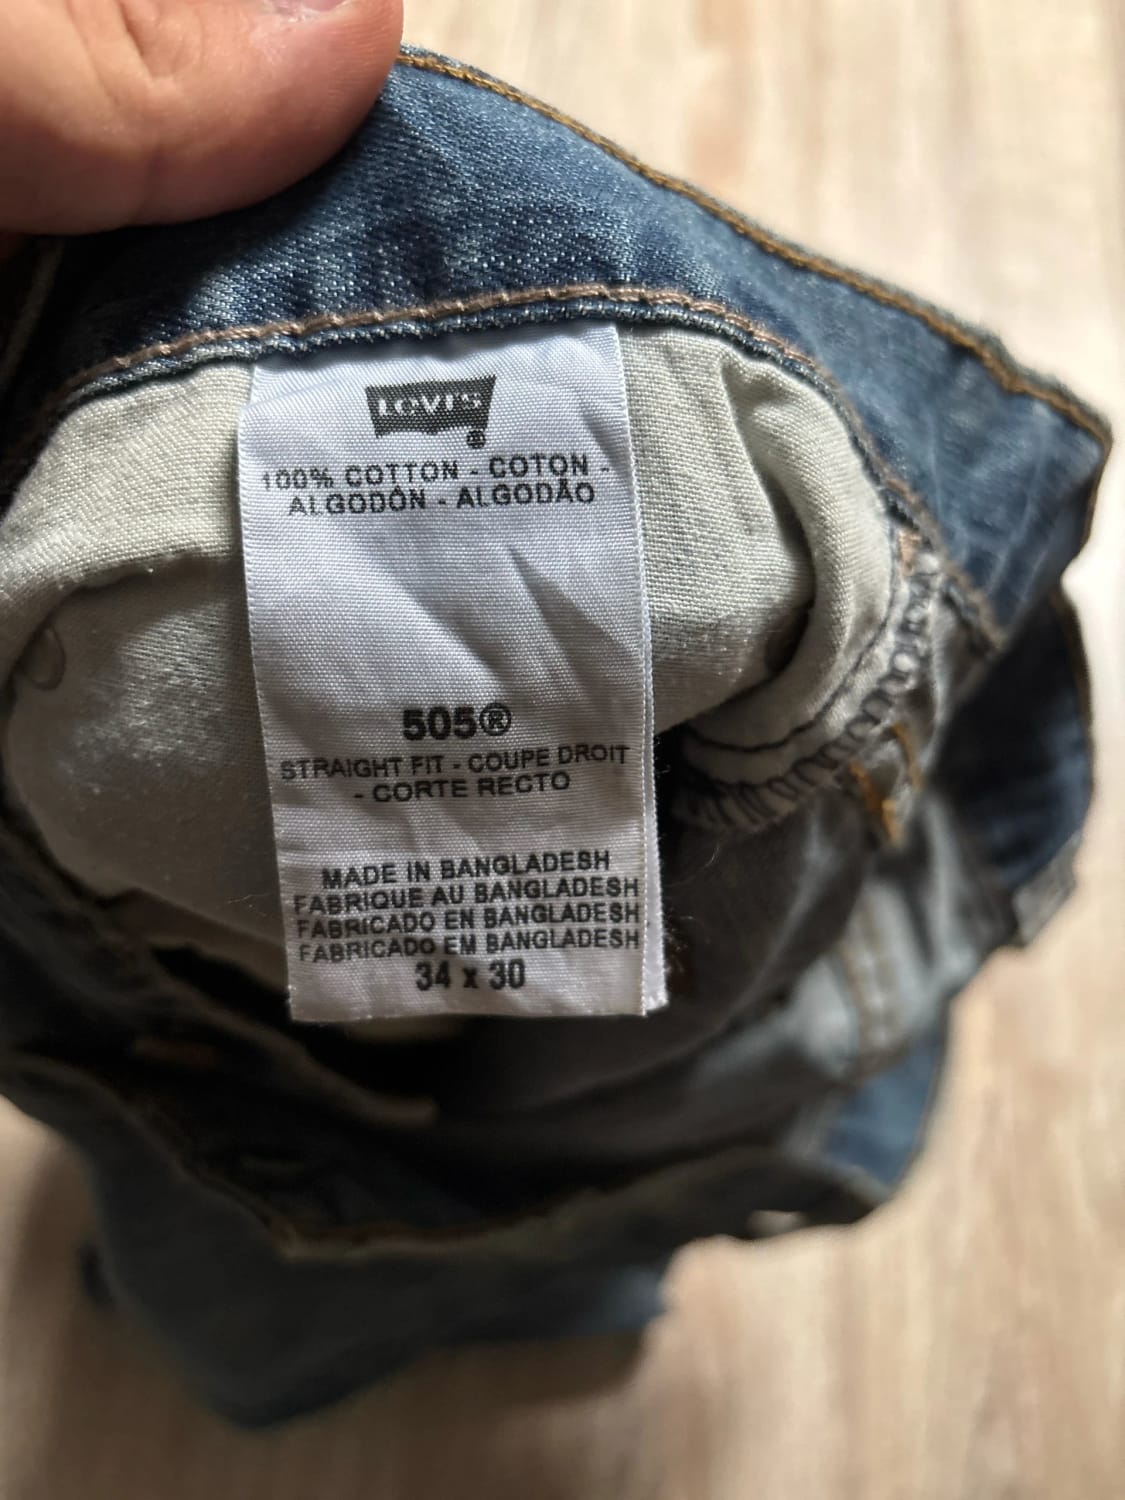 Levi's®
100% COTTON - COTON -
ALGODÓN - ALGODÃO
505®
STRAIGHT FIT - COUPE DROIT
- CORTE RECTO
MADE IN BANGLADESH
FABRIQUE AU BANGLADESH
FABRICADO EN BANGLADESH
FABRICADO EM BANGLADESH
34 x 30